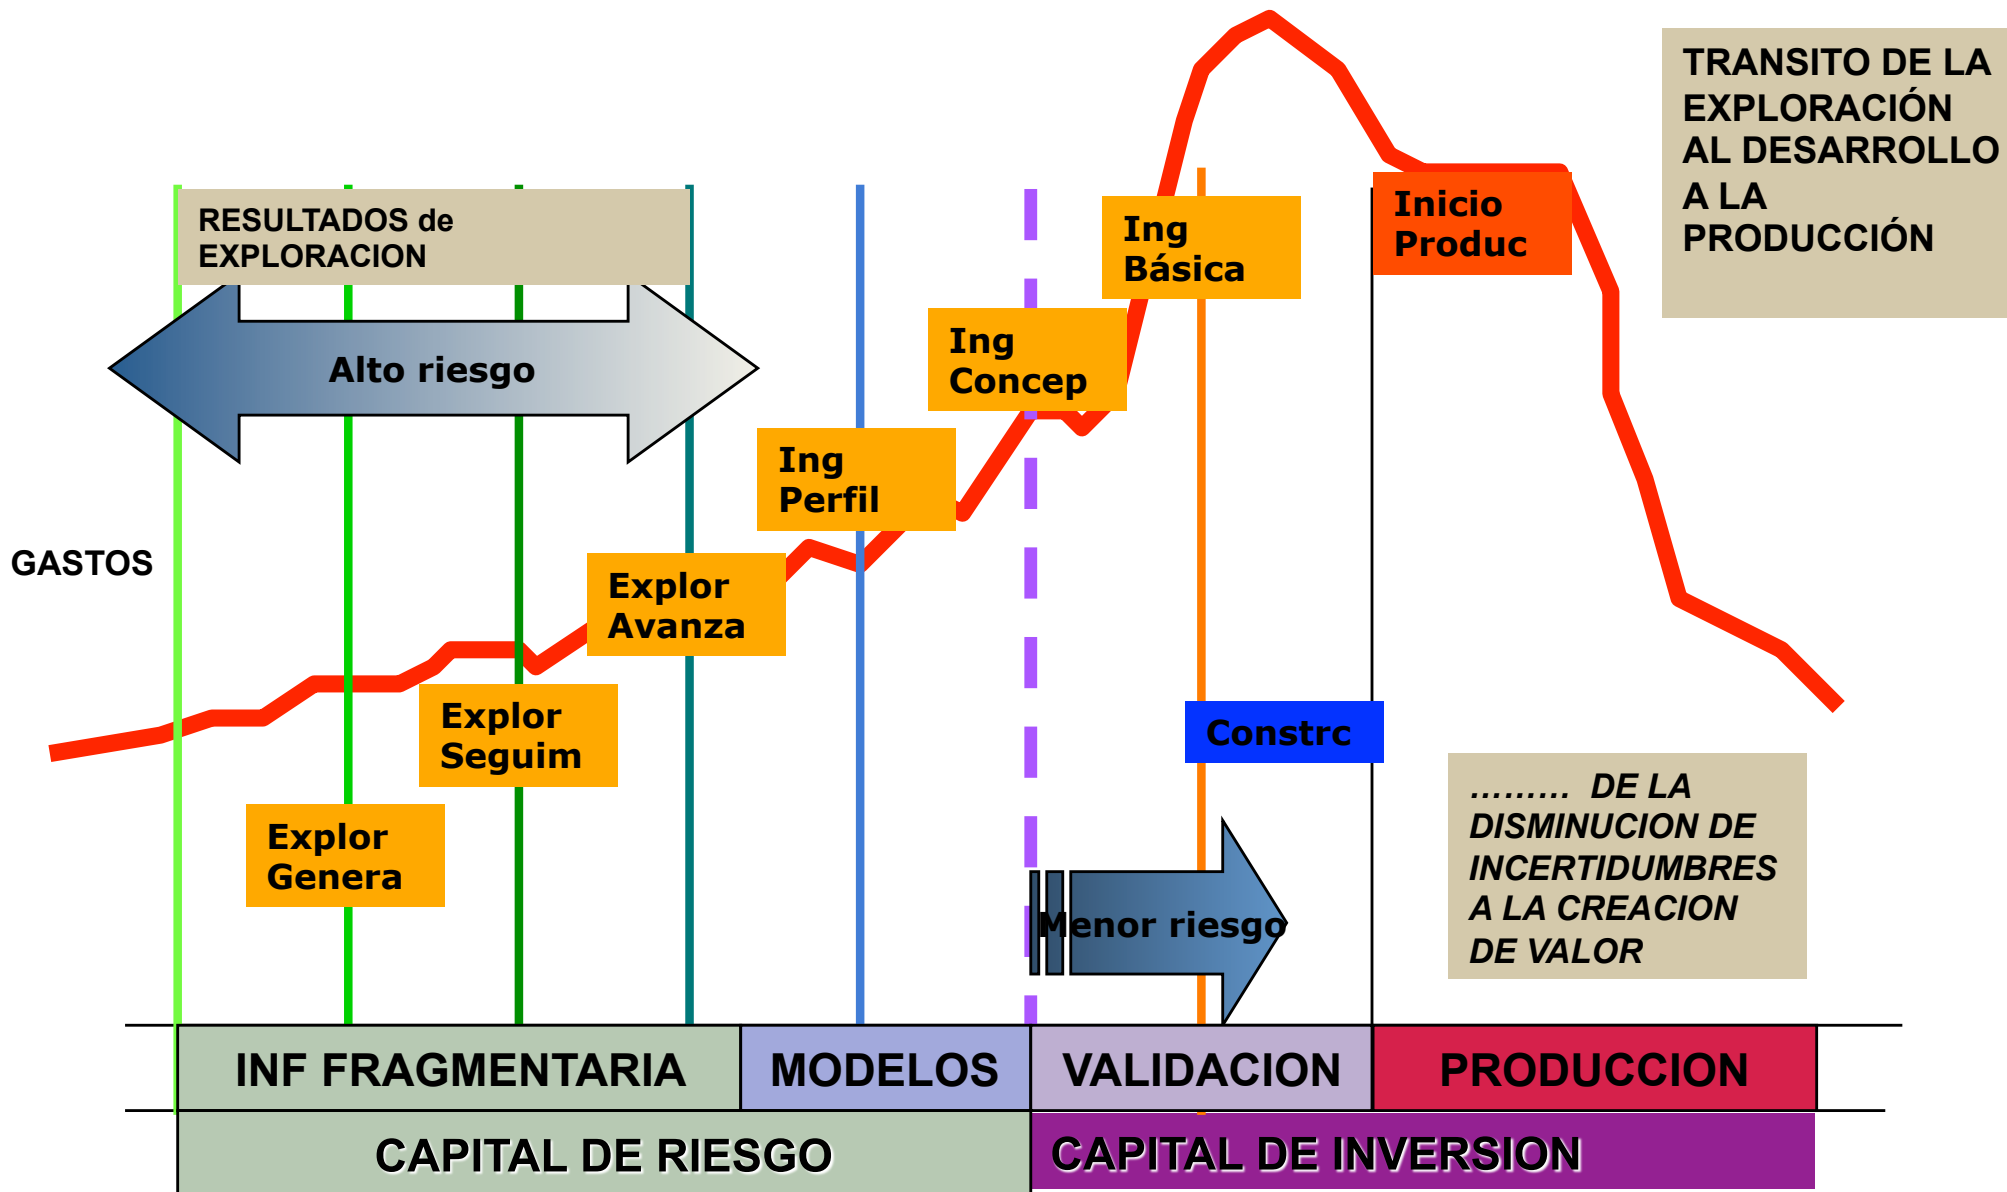 TRANSITO DE LA
EXPLORACIÓN
AL DESARROLLO
A LA
PRODUCCIÓN
RESULTADOS de
EXPLORACION
Alto riesgo
Inicio
Produc
Ing
Básica
Ing
Concep
Ing
Perfil
GASTOS
Explor
Avanza
Explor
Seguim
Explor
Genera
Constrc
Menor riesgo
......... DE LA
DISMINUCION DE
INCERTIDUMBRES
A LA CREACION
DE VALOR
INF FRAGMENTARIA
MODELOS
VALIDACION
PRODUCCION
CAPITAL DE RIESGO
CAPITAL DE INVERSION